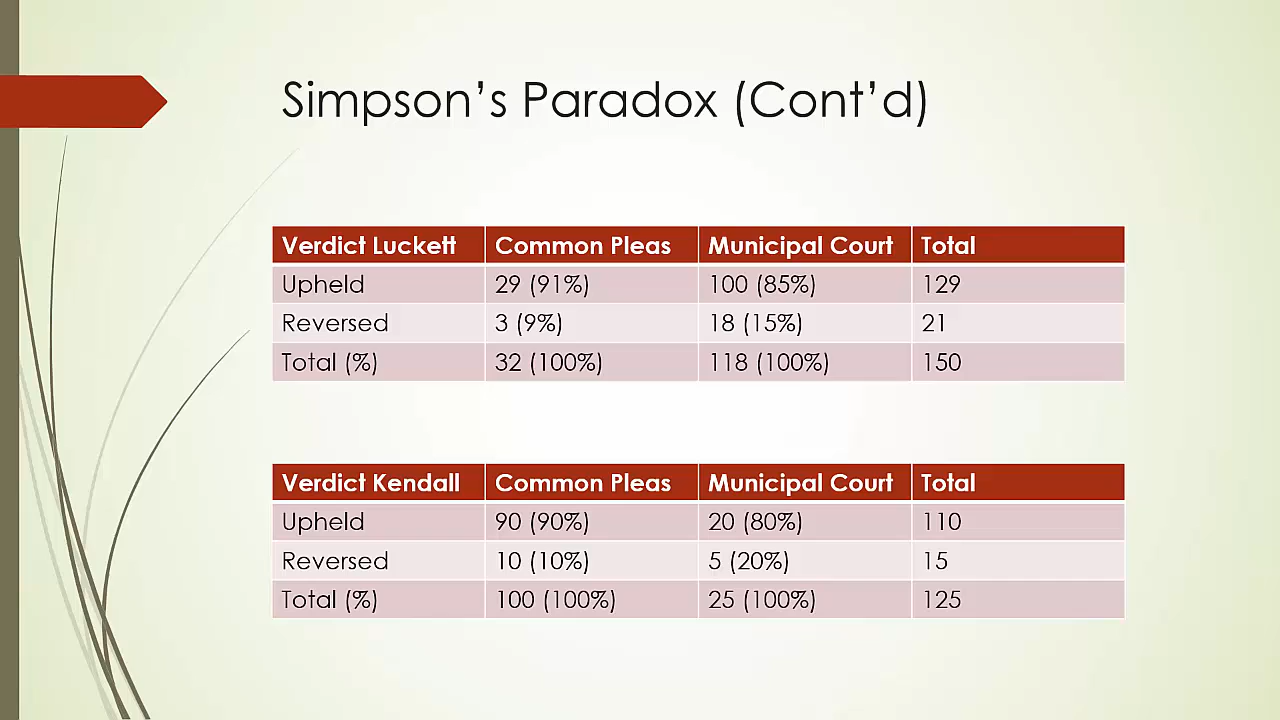 Simpson's Paradox (Cont'd)
Verdict Luckett Common Pleas Municipal Court Total
Upheld 29 (91%) 100 (85%) 129
Reversed 3 (9%) 18 (15%) 21
Total (%) 32 (100%) 118 (100%) 150
Verdict Kendall Common Pleas Municipal Court Total
Upheld 90 (90%) 20 (80%) 110
Reversed 10 (10%) 5 (20%) 15
Total (%) 100 (100%) 25 (100%) 125